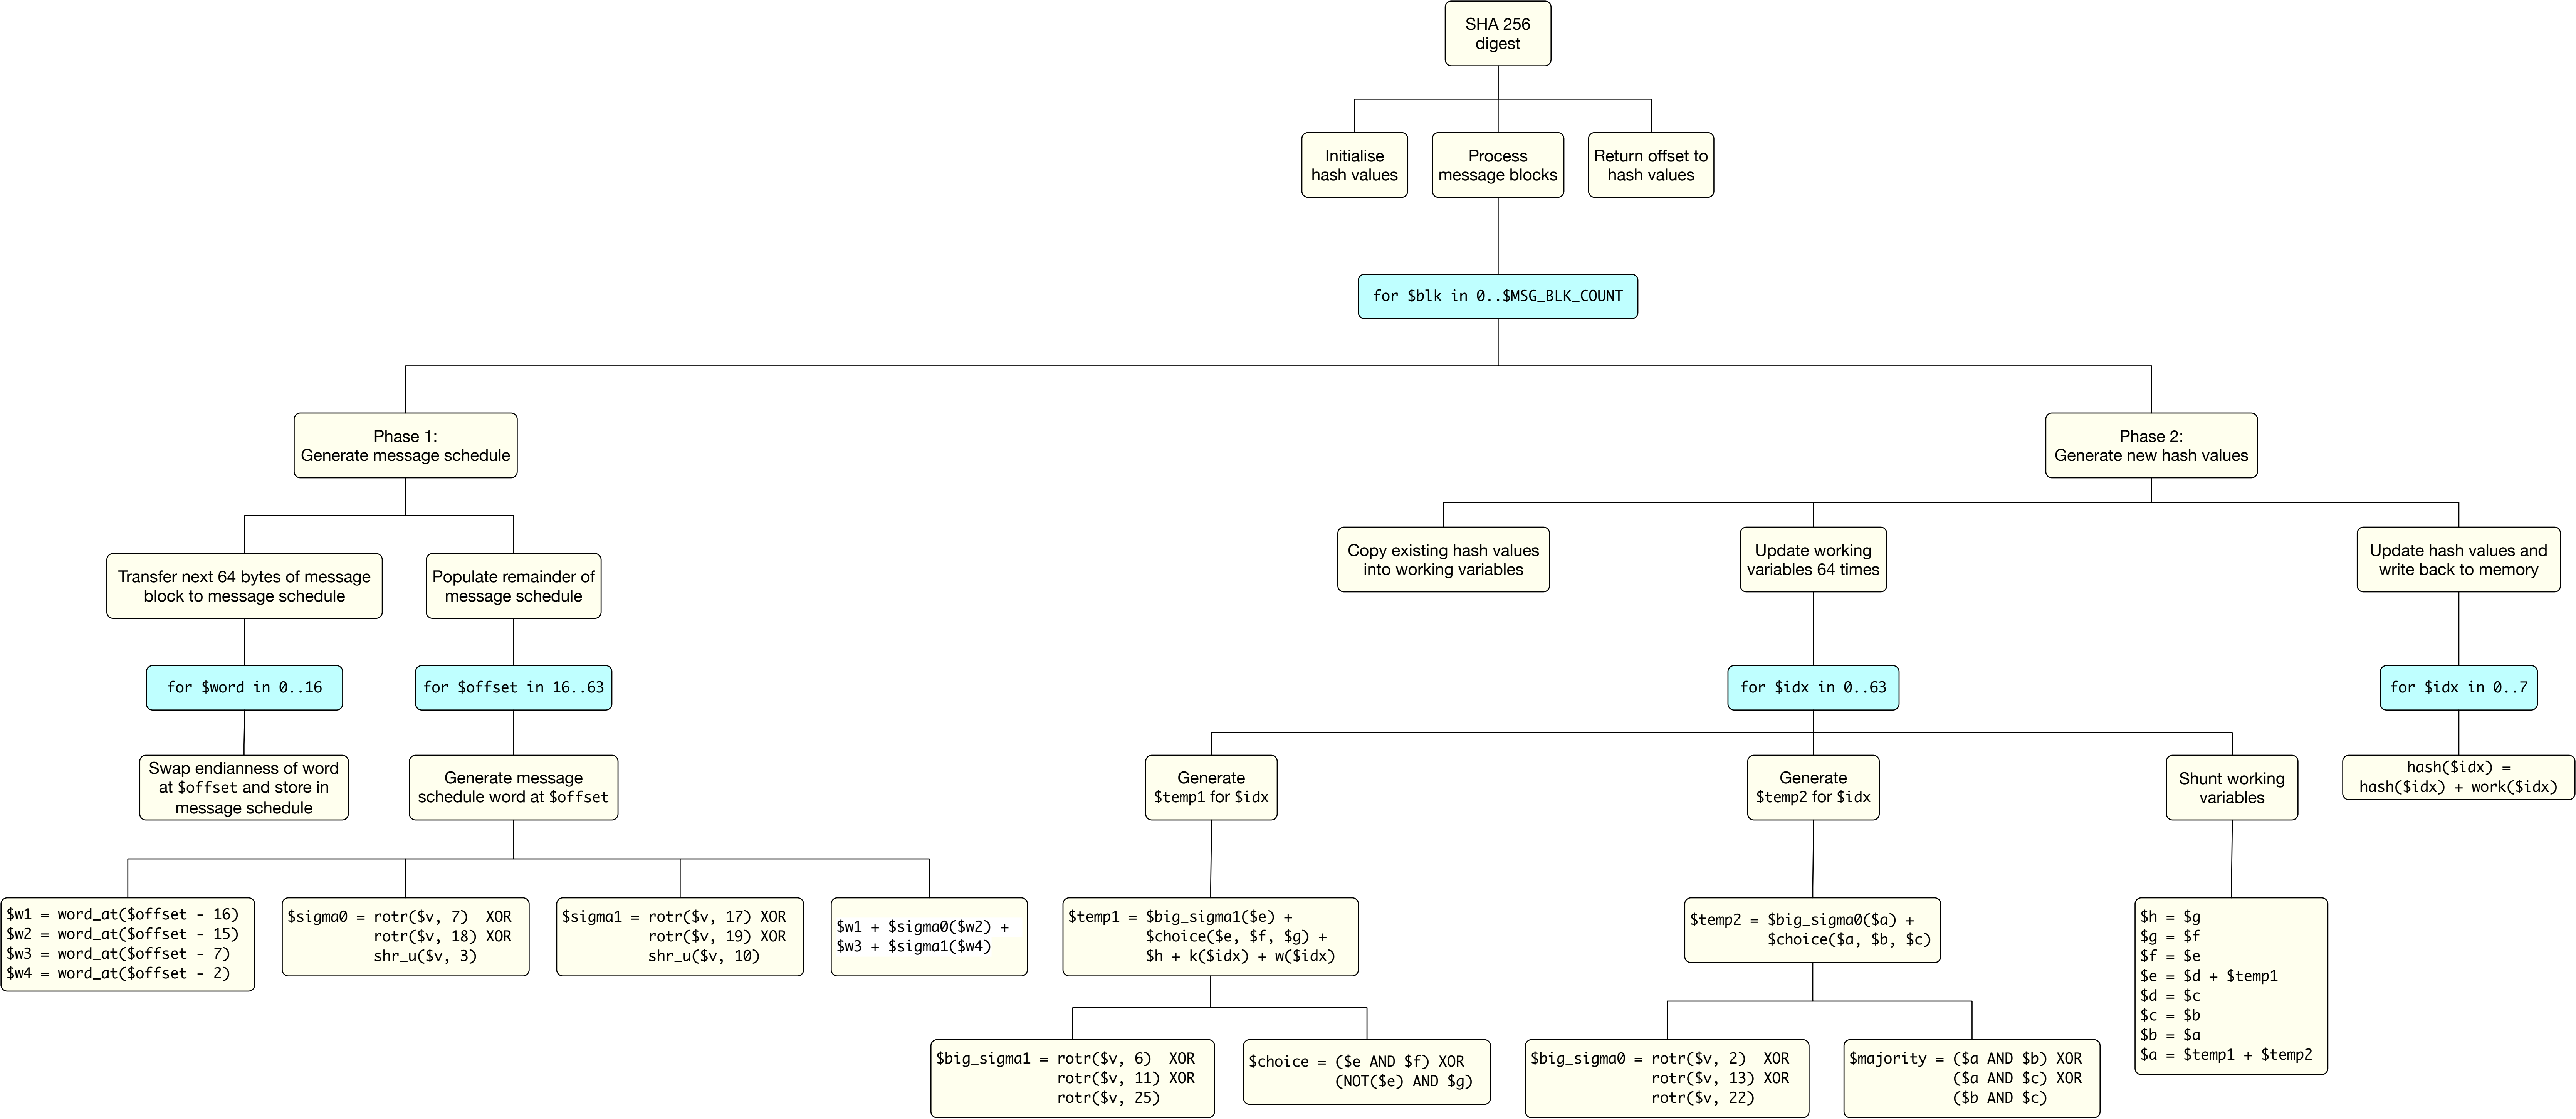 SHA 256
digest
Initialise
hash values
Process
message blocks
Return offset to
hash values
for $blk in 0..$MSG_BLK_COUNT
Phase 1:
Generate message schedule
Phase 2:
Generate new hash values
Transfer next 64 bytes of message
block to message schedule
Populate remainder of
message schedule
Copy existing hash values
into working variables
Update working
variables 64 times
Update hash values and
write back to memory
for $word in 0..16
for $offset in 16..63
for $idx in 0..63
for $idx in 0..7
Swap endianness of word
at $offset and store in
message schedule
Generate message
schedule word at $offset
Generate
$temp1 for $idx
Generate
$temp2 for $idx
Shunt working
variables
hash($idx) =
hash($idx) + work($idx)
$w1 = word_at($offset - 16)
$w2 = word_at($offset - 15)
$w3 = word_at($offset - 7)
$w4 = word_at($offset - 2)
$sigma0 = rotr($v, 7)  XOR
rotr($v, 18) XOR
shr_u($v, 3)
$sigma1 = rotr($v, 17) XOR
rotr($v, 19) XOR
shr_u($v, 10)
$w1 + $sigma0($w2) +
$w3 + $sigma1($w4)
$temp1 = $big_sigma1($e) +
$choice($e, $f, $g) +
$h + k($idx) + w($idx)
$temp2 = $big_sigma0($a) +
$choice($a, $b, $c)
$h = $g
$g = $f
$f = $e
$e = $d + $temp1
$d = $c
$c = $b
$b = $a
$a = $temp1 + $temp2
$big_sigma1 = rotr($v, 6)  XOR
rotr($v, 11) XOR
rotr($v, 25)
$choice = ($e AND $f) XOR
(NOT($e) AND $g)
$big_sigma0 = rotr($v, 2)  XOR
rotr($v, 13) XOR
rotr($v, 22)
$majority = ($a AND $b) XOR
($a AND $c) XOR
($b AND $c)